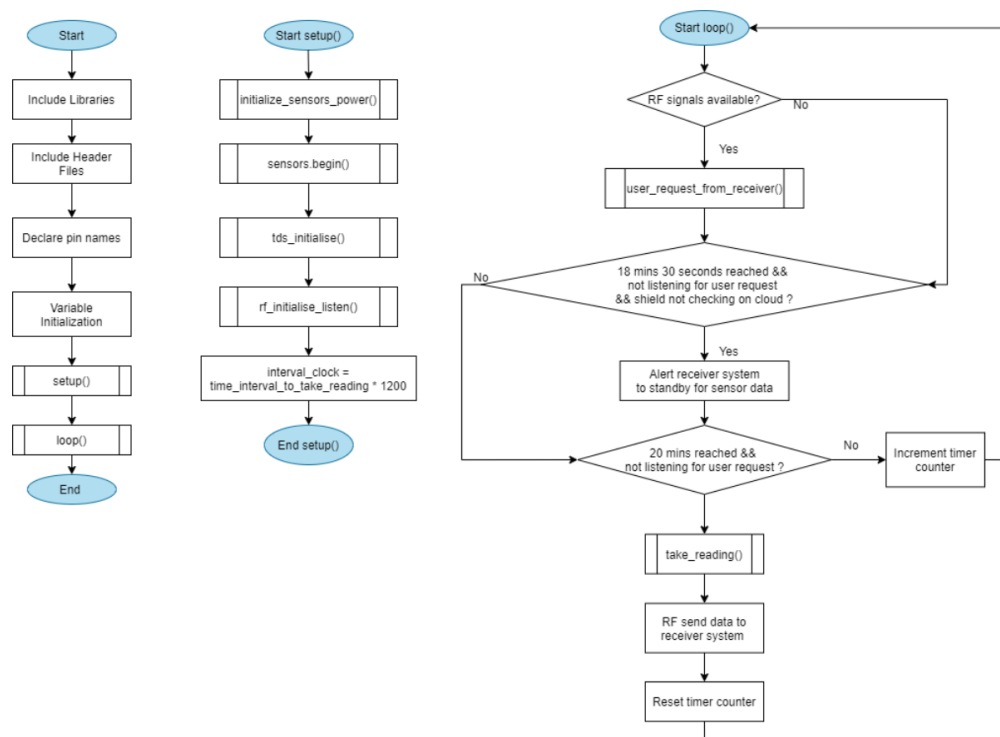 Start
Include Libraries
Include Header
Files
Declare pin names
Variable
Initialization
setup()
loop()
End
Start setup()
initialize_sensors_power()
sensors.begin()
tds_initialise()
rf_initialise_listen()
interval_clock =
time_interval_to_take_reading * 1200
End setup()
Start loop()
RF signals available?
No
Yes
user_request_from_receiver()
18 mins 30 seconds reached &&
not listening for user request
&& shield not checking on cloud ?
No
Yes
Alert receiver system
to standby for sensor data
20 mins reached &&
not listening for user request ?
No
Increment timer
counter
take_reading()
RF send data to
receiver system
Reset timer counter